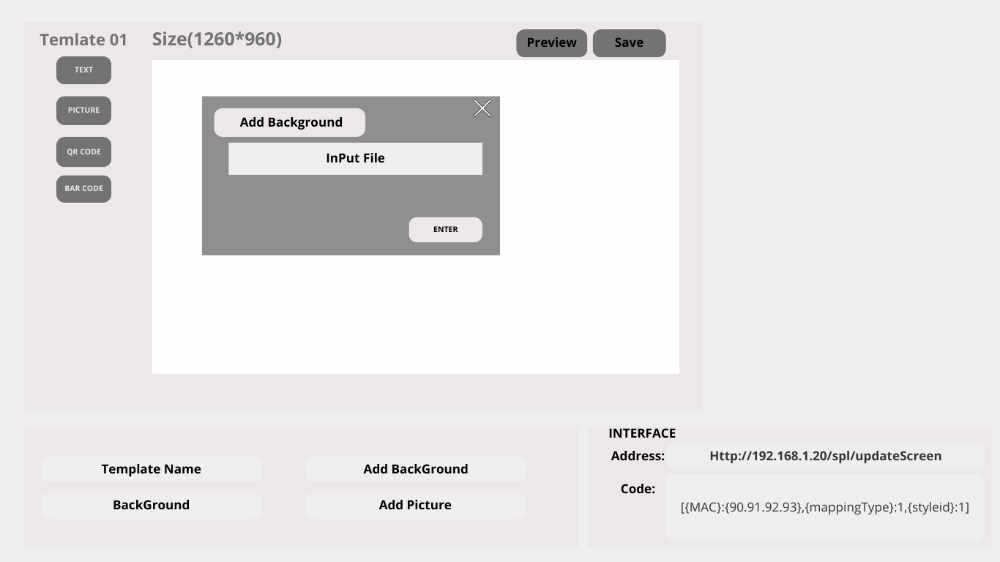 Temlate 01
Size(1260*960)
Preview
Save
TEXT
PICTURE
QR CODE
BAR CODE
Add Background
InPut File
ENTER
Template Name
Add BackGround
BackGround
Add Picture
INTERFACE
Address:
Http://192.168.1.20/spl/updateScreen
Code:
[{MAC}:{90.91.92.93},{mappingType}:1,{styleid}:1]